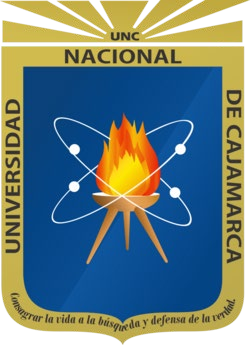 UNC
NACIONAL
UNIVERSIDAD
DE CAJAMARCA
Consagrar la vida a la búsqueda y defensa de la verdad.